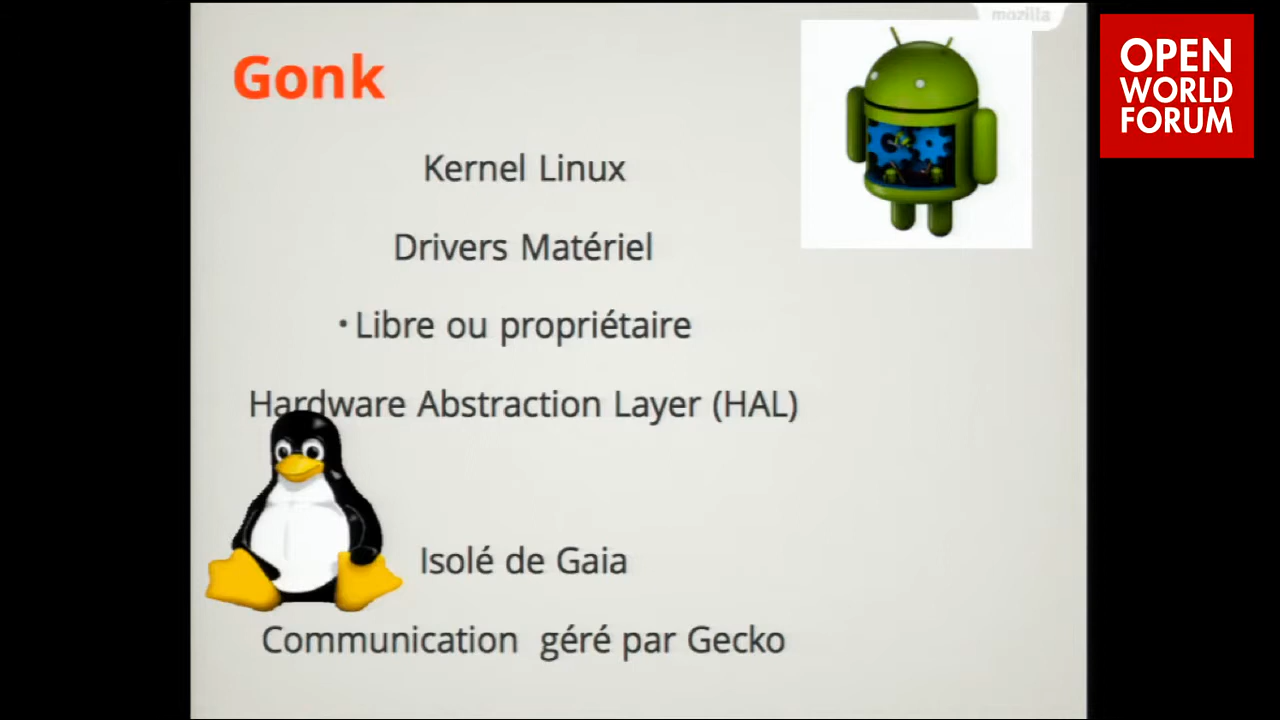 mozilla
Gonk
OPEN
WORLD
FORUM
Kernel Linux
Drivers Matériel
• Libre ou propriétaire
Hardware Abstraction Layer (HAL)
Isolé de Gaia
Communication géré par Gecko